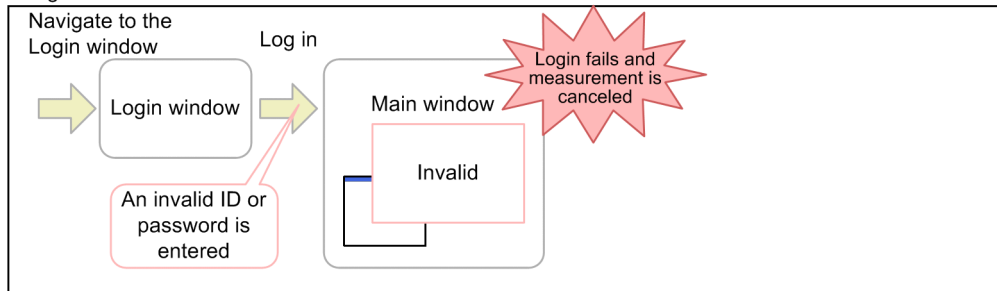 Navigate to the
Login window
Log in
Login fails and
measurement is
canceled
Login window
Main window
Invalid
An invalid ID or
password is
entered